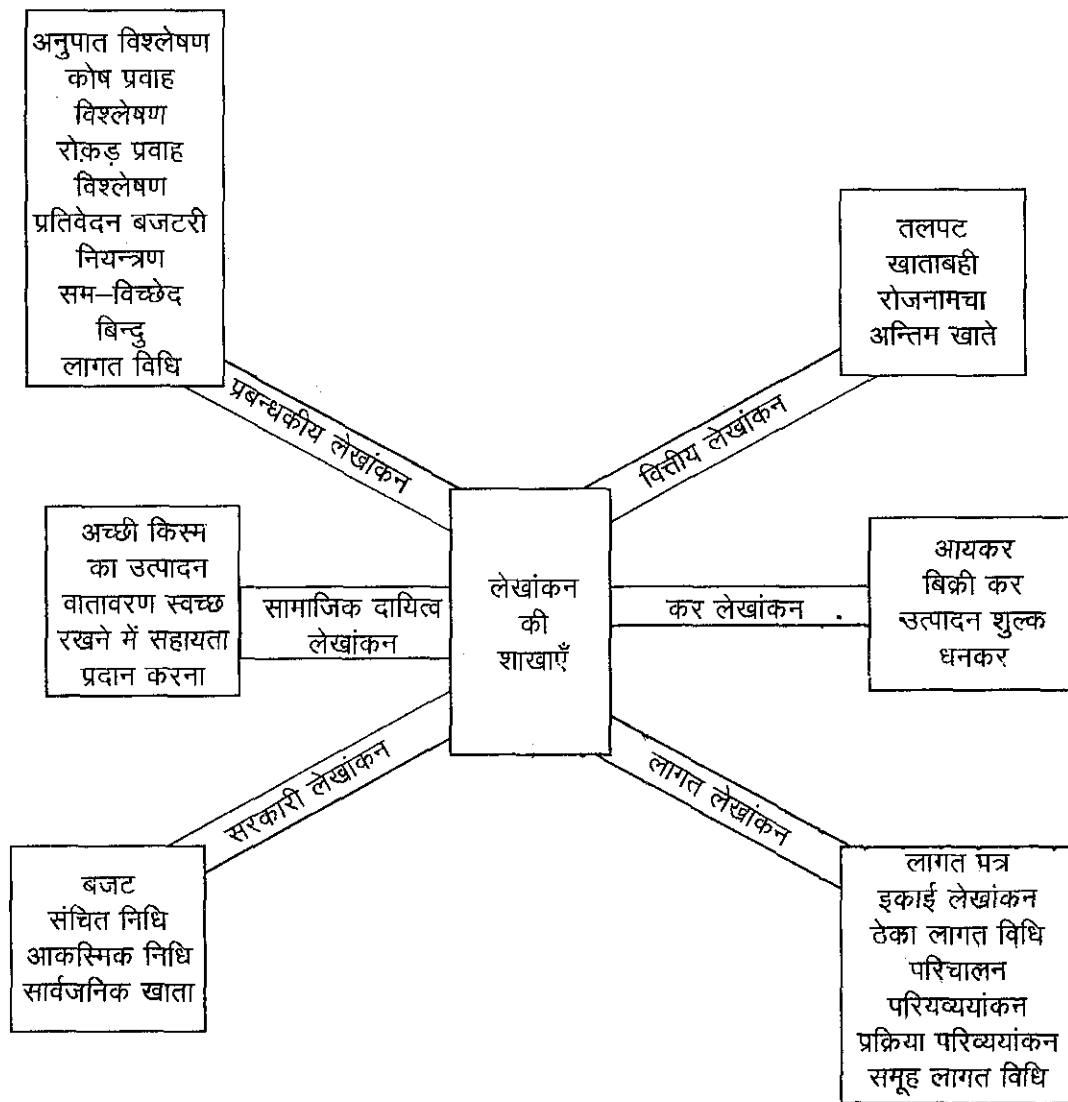 अनुपात विश्लेषण
कोष प्रवाह
विश्लेषण
रोकड़ प्रवाह
विश्लेषण
प्रतिवेदन बजटरी
नियन्त्रण
सम–विच्छेद
बिन्दु
लागत विधि
तलपट
खाताबही
रोजनामचा
अन्तिम खाते
प्रबन्धकीय लेखांकन
वित्तीय लेखांकन
अच्छी किस्म
का उत्पादन
वातावरण स्वच्छ
रखने में सहायता
प्रदान करना
सामाजिक दायित्व
लेखांकन
लेखांकन
की
शाखाएँ
कर लेखांकन
आयकर
बिक्री कर
उत्पादन शुल्क
धनकर
सरकारी लेखांकन
लागत लेखांकन
बजट
संचित निधि
आकस्मिक निधि
सार्वजनिक खाता
लागत पत्र
इकाई लेखांकन
ठेका लागत विधि
परिचालन
परियव्ययांकन
प्रक्रिया परिव्ययांकन
समूह लागत विधि